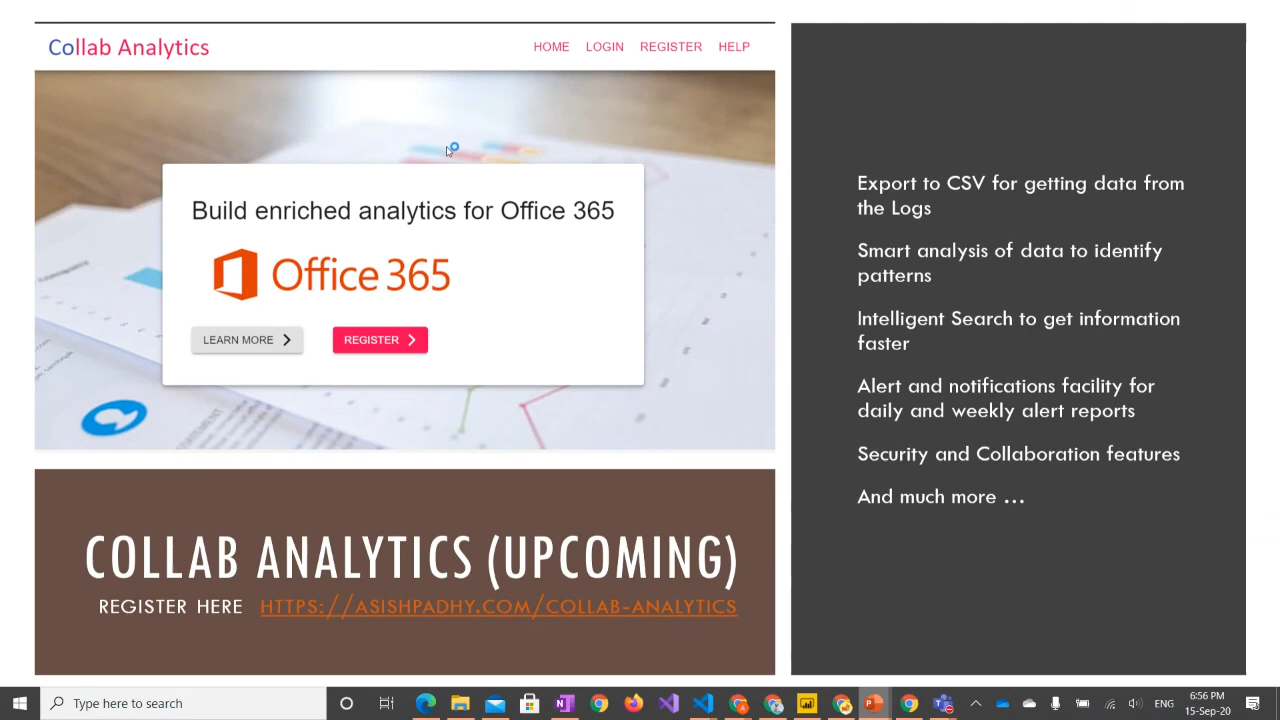 Collab Analytics
HOME LOGIN REGISTER HELP
Build enriched analytics for Office 365
Office 365
LEARN MORE
REGISTER
COLLAB ANALYTICS (UPCOMING)
REGISTER HERE HTTPS://ASISHPADHY.COM/COLLAB-ANALYTICS
Export to CSV for getting data from
the Logs
Smart analysis of data to identify
patterns
Intelligent Search to get information
faster
Alert and notifications facility for
daily and weekly alert reports
Security and Collaboration features
And much more ...
Type here to search
ENG
6:56 PM
15-Sep-20